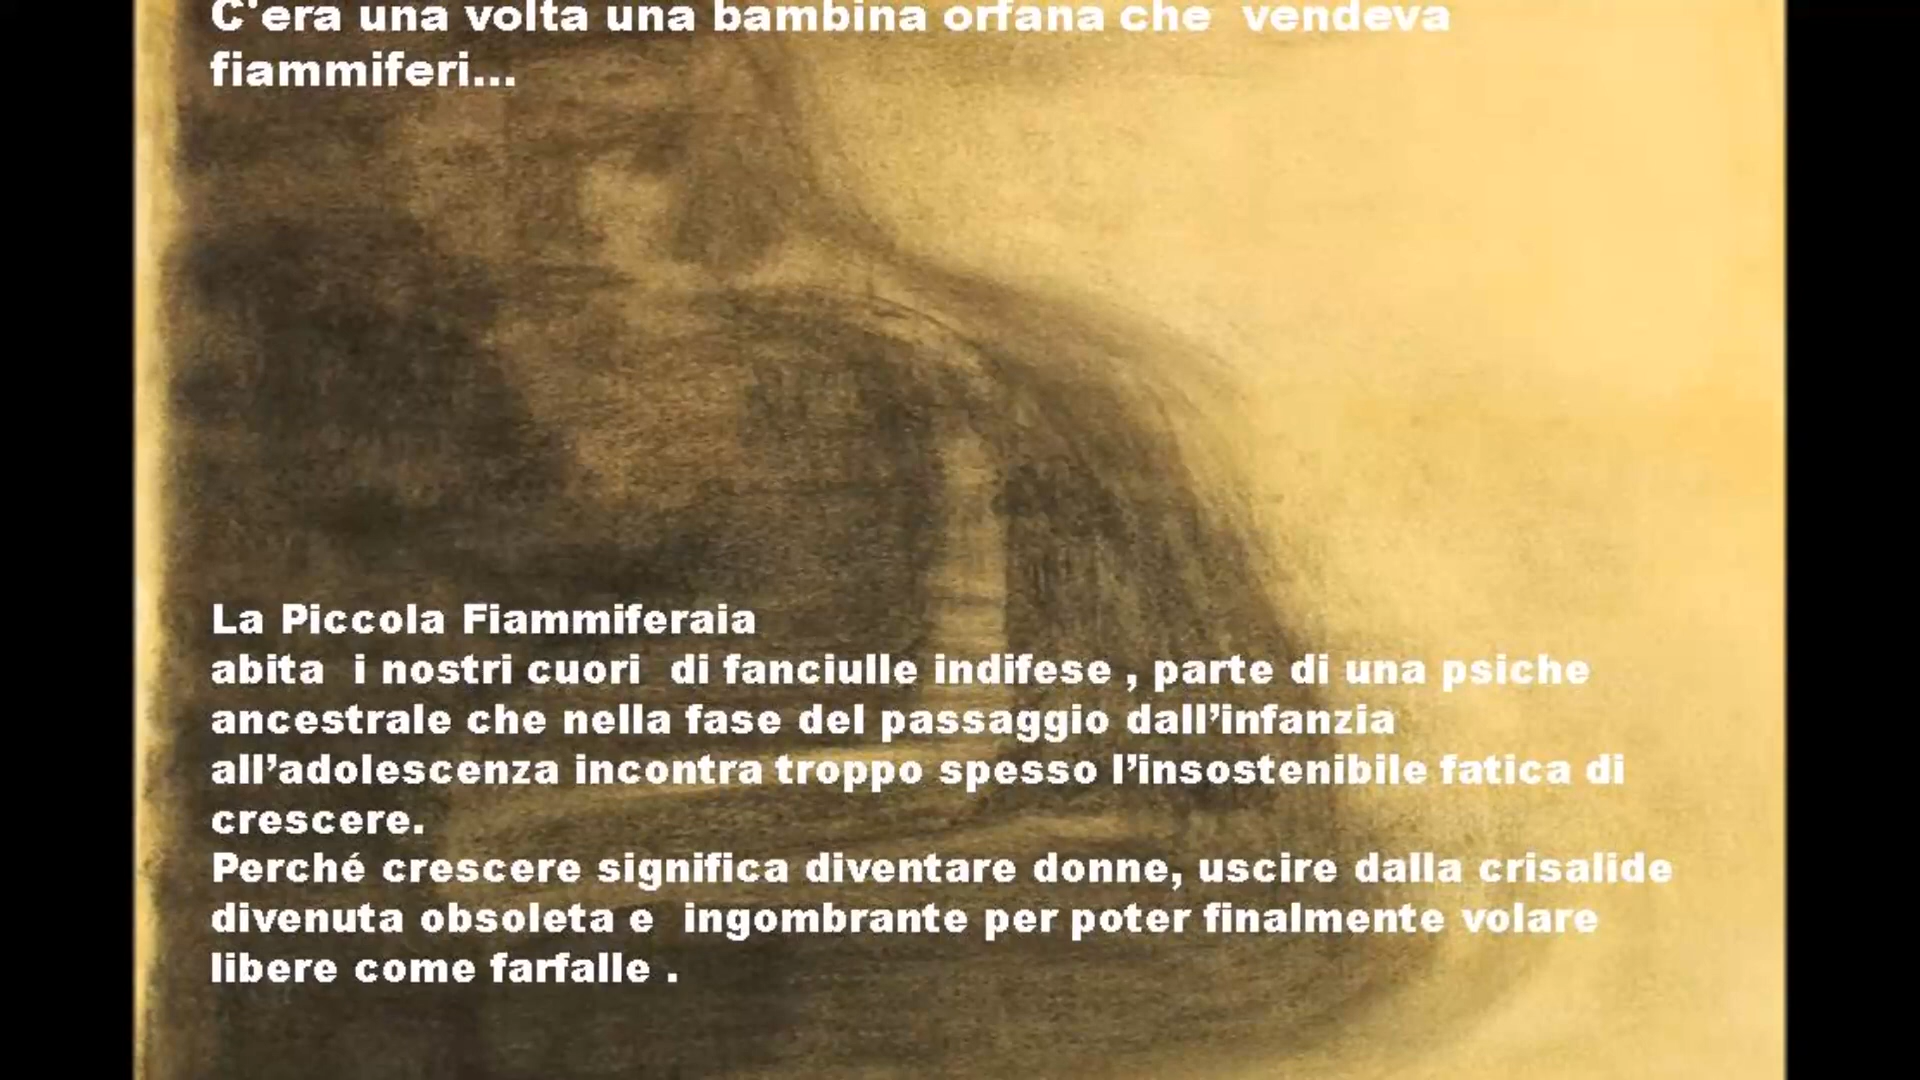 C'era una volta una bambina orfana che vendeva
fiammiferi...
La Piccola Fiammiferaia
abita i nostri cuori di fanciulle indifese , parte di una psiche
ancestrale che nella fase del passaggio dall’infanzia
all’adolescenza incontra troppo spesso l’insostenibile fatica di
crescere.
Perché crescere significa diventare donne, uscire dalla crisalide
divenuta obsoleta e ingombrante per poter finalmente volare
libere come farfalle .